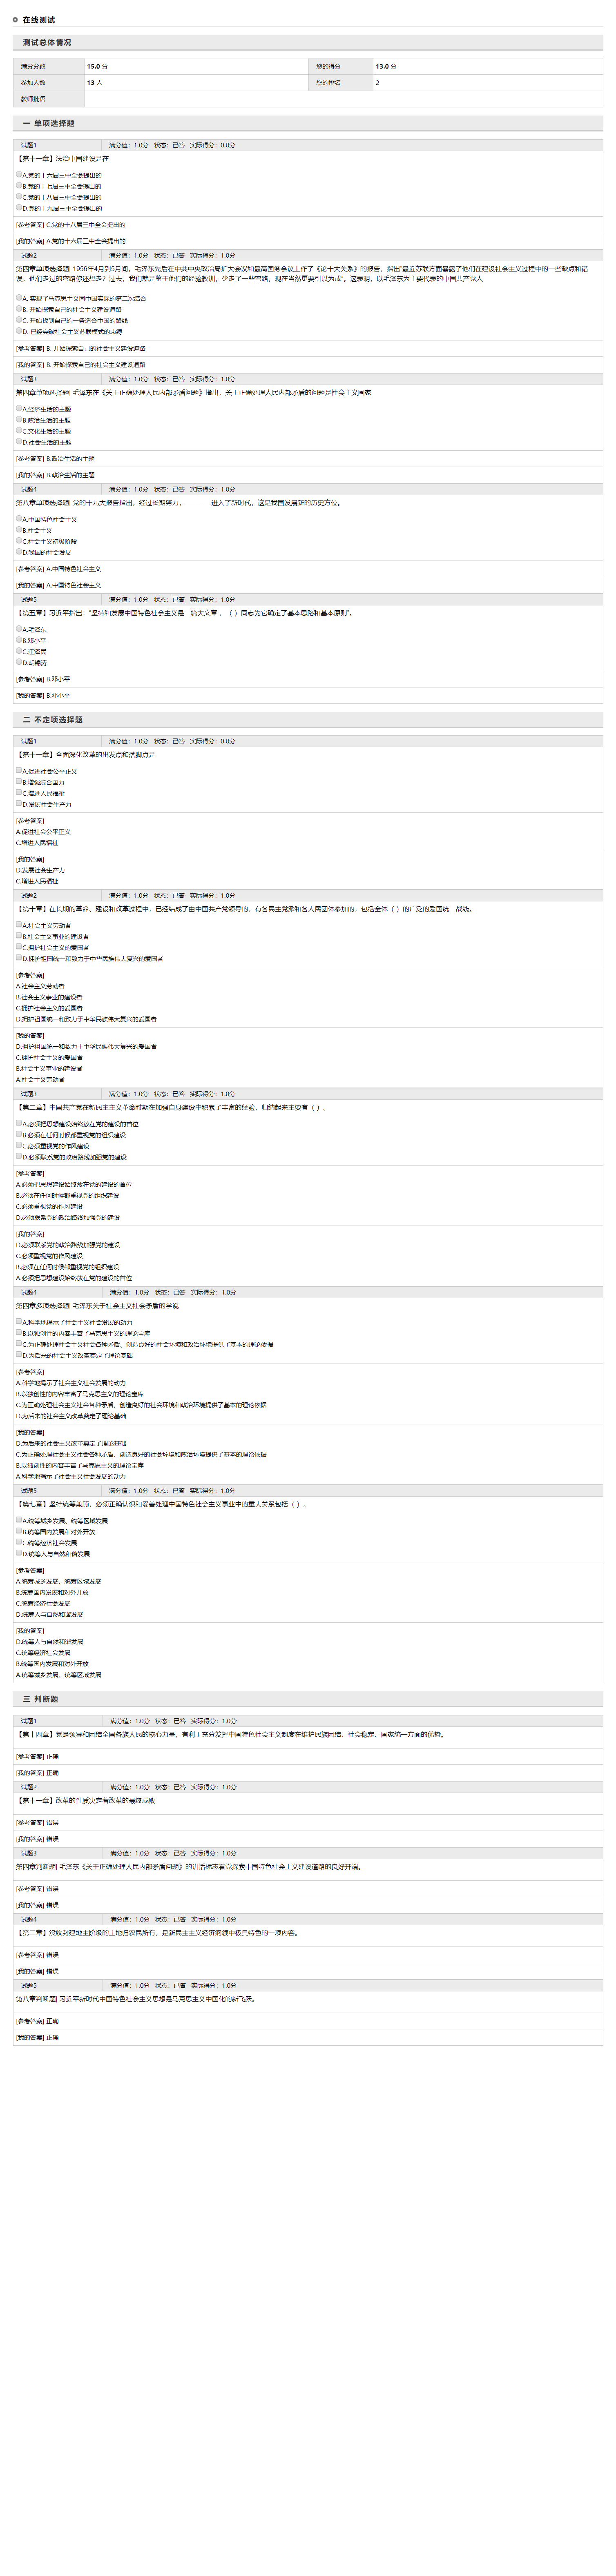 在线测试
测试总体情况
满分分数 15.0 分 您的得分 13.0 分
参加人数 13 人 您的排名 2
教师批语
一 单项选择题
试题1 满分值：1.0分 状态：已答 实际得分：0.0分
【第十一章】法治中国建设是在
A.党的十六届三中全会提出的
B.党的十七届三中全会提出的
C.党的十八届三中全会提出的
D.党的十九届三中全会提出的
[参考答案] C.党的十八届三中全会提出的
[我的答案] A.党的十六届三中全会提出的
试题2 满分值：1.0分 状态：已答 实际得分：1.0分
第四章单项选择题| 1956年4月到5月间，毛泽东先后在中共中央政治局扩大会议和最高国务会议上作了《论十大关系》的报告，指出"最近苏联方面暴露了他们在建设社会主义过程中的一些缺点和错
误，他们走过的弯路你还想走？过去，我们就是鉴于他们的经验教训，少走了一些弯路，现在当然更要引以为戒"。这表明，以毛泽东为主要代表的中国共产党人
A. 实现了马克思主义同中国实际的第二次结合
B. 开始探索自己的社会主义建设道路
C. 开始找到自己的一条适合中国的路线
D. 已经突破社会主义苏联模式的束缚
[参考答案] B. 开始探索自己的社会主义建设道路
[我的答案] B. 开始探索自己的社会主义建设道路
试题3 满分值：1.0分 状态：已答 实际得分：1.0分
第四章单项选择题| 毛泽东在《关于正确处理人民内部矛盾问题》指出，关于正确处理人民内部矛盾的问题是社会主义国家
A.经济生活的主题
B.政治生活的主题
C.文化生活的主题
D.社会生活的主题
[参考答案] B.政治生活的主题
[我的答案] B.政治生活的主题
试题4 满分值：1.0分 状态：已答 实际得分：1.0分
第八章单项选择题| 党的十九大报告指出，经过长期努力，________进入了新时代，这是我国发展新的历史方位。
A.中国特色社会主义
B.社会主义
C.社会主义初级阶段
D.我国的社会发展
[参考答案] A.中国特色社会主义
[我的答案] A.中国特色社会主义
试题5 满分值：1.0分 状态：已答 实际得分：1.0分
【第五章】习近平指出："坚持和发展中国特色社会主义是一篇大文章 ，（ ）同志为它确定了基本思路和基本原则"。
A.毛泽东
B.邓小平
C.江泽民
D.胡锦涛
[参考答案] B.邓小平
[我的答案] B.邓小平
二 不定项选择题
试题1 满分值：1.0分 状态：已答 实际得分：0.0分
【第十一章】全面深化改革的出发点和落脚点是
A.促进社会公平正义
B.增强综合国力
C.增进人民福祉
D.发展社会生产力
[参考答案]
A.促进社会公平正义
C.增进人民福祉
[我的答案]
D.发展社会生产力
C.增进人民福祉
试题2 满分值：1.0分 状态：已答 实际得分：1.0分
【第十章】在长期的革命、建设和改革过程中，已经结成了由中国共产党领导的，有各民主党派和各人民团体参加的，包括全体（ ）的广泛的爱国统一战线。
A.社会主义劳动者
B.社会主义事业的建设者
C.拥护社会主义的爱国者
D.拥护祖国统一和致力于中华民族伟大复兴的爱国者
[参考答案]
A.社会主义劳动者
B.社会主义事业的建设者
C.拥护社会主义的爱国者
D.拥护祖国统一和致力于中华民族伟大复兴的爱国者
[我的答案]
D.拥护祖国统一和致力于中华民族伟大复兴的爱国者
C.拥护社会主义的爱国者
B.社会主义事业的建设者
A.社会主义劳动者
试题3 满分值：1.0分 状态：已答 实际得分：1.0分
【第二章】中国共产党在新民主主义革命时期在加强自身建设中积累了丰富的经验，归纳起来主要有（ ）。
A.必须把思想建设始终放在党的建设的首位
B.必须在任何时候都重视党的组织建设
C.必须重视党的作风建设
D.必须联系党的政治路线加强党的建设
[参考答案]
A.必须把思想建设始终放在党的建设的首位
B.必须在任何时候都重视党的组织建设
C.必须重视党的作风建设
D.必须联系党的政治路线加强党的建设
[我的答案]
D.必须联系党的政治路线加强党的建设
C.必须重视党的作风建设
B.必须在任何时候都重视党的组织建设
A.必须把思想建设始终放在党的建设的首位
试题4 满分值：1.0分 状态：已答 实际得分：1.0分
第四章多项选择题| 毛泽东关于社会主义社会矛盾的学说
A.科学地揭示了社会主义社会发展的动力
B.以独创性的内容丰富了马克思主义的理论宝库
C.为正确处理社会主义社会各种矛盾，创造良好的社会环境和政治环境提供了基本的理论依据
D.为后来的社会主义改革奠定了理论基础
[参考答案]
A.科学地揭示了社会主义社会发展的动力
B.以独创性的内容丰富了马克思主义的理论宝库
C.为正确处理社会主义社会各种矛盾，创造良好的社会环境和政治环境提供了基本的理论依据
D.为后来的社会主义改革奠定了理论基础
[我的答案]
D.为后来的社会主义改革奠定了理论基础
C.为正确处理社会主义社会各种矛盾，创造良好的社会环境和政治环境提供了基本的理论依据
B.以独创性的内容丰富了马克思主义的理论宝库
A.科学地揭示了社会主义社会发展的动力
试题5 满分值：1.0分 状态：已答 实际得分：1.0分
【第七章】坚持统筹兼顾，必须正确认识和妥善处理中国特色社会主义事业中的重大关系包括（ ）。
A.统筹城乡发展、统筹区域发展
B.统筹国内发展和对外开放
C.统筹经济社会发展
D.统筹人与自然和谐发展
[参考答案]
A.统筹城乡发展、统筹区域发展
B.统筹国内发展和对外开放
C.统筹经济社会发展
D.统筹人与自然和谐发展
[我的答案]
D.统筹人与自然和谐发展
C.统筹经济社会发展
B.统筹国内发展和对外开放
A.统筹城乡发展、统筹区域发展
三 判断题
试题1 满分值：1.0分 状态：已答 实际得分：1.0分
【第十四章】党是领导和团结全国各族人民的核心力量，有利于充分发挥中国特色社会主义制度在维护民族团结、社会稳定、国家统一方面的优势。
[参考答案] 正确
[我的答案] 正确
试题2 满分值：1.0分 状态：已答 实际得分：1.0分
【第十一章】改革的性质决定着改革的最终成败
[参考答案] 错误
[我的答案] 错误
试题3 满分值：1.0分 状态：已答 实际得分：1.0分
第四章判断题| 毛泽东《关于正确处理人民内部矛盾问题》的讲话标志着党探索中国特色社会主义建设道路的良好开端。
[参考答案] 错误
[我的答案] 错误
试题4 满分值：1.0分 状态：已答 实际得分：1.0分
【第二章】没收封建地主阶级的土地归农民所有，是新民主主义经济纲领中极具特色的一项内容。
[参考答案] 错误
[我的答案] 错误
试题5 满分值：1.0分 状态：已答 实际得分：1.0分
第八章判断题| 习近平新时代中国特色社会主义思想是马克思主义中国化的新飞跃。
[参考答案] 正确
[我的答案] 正确